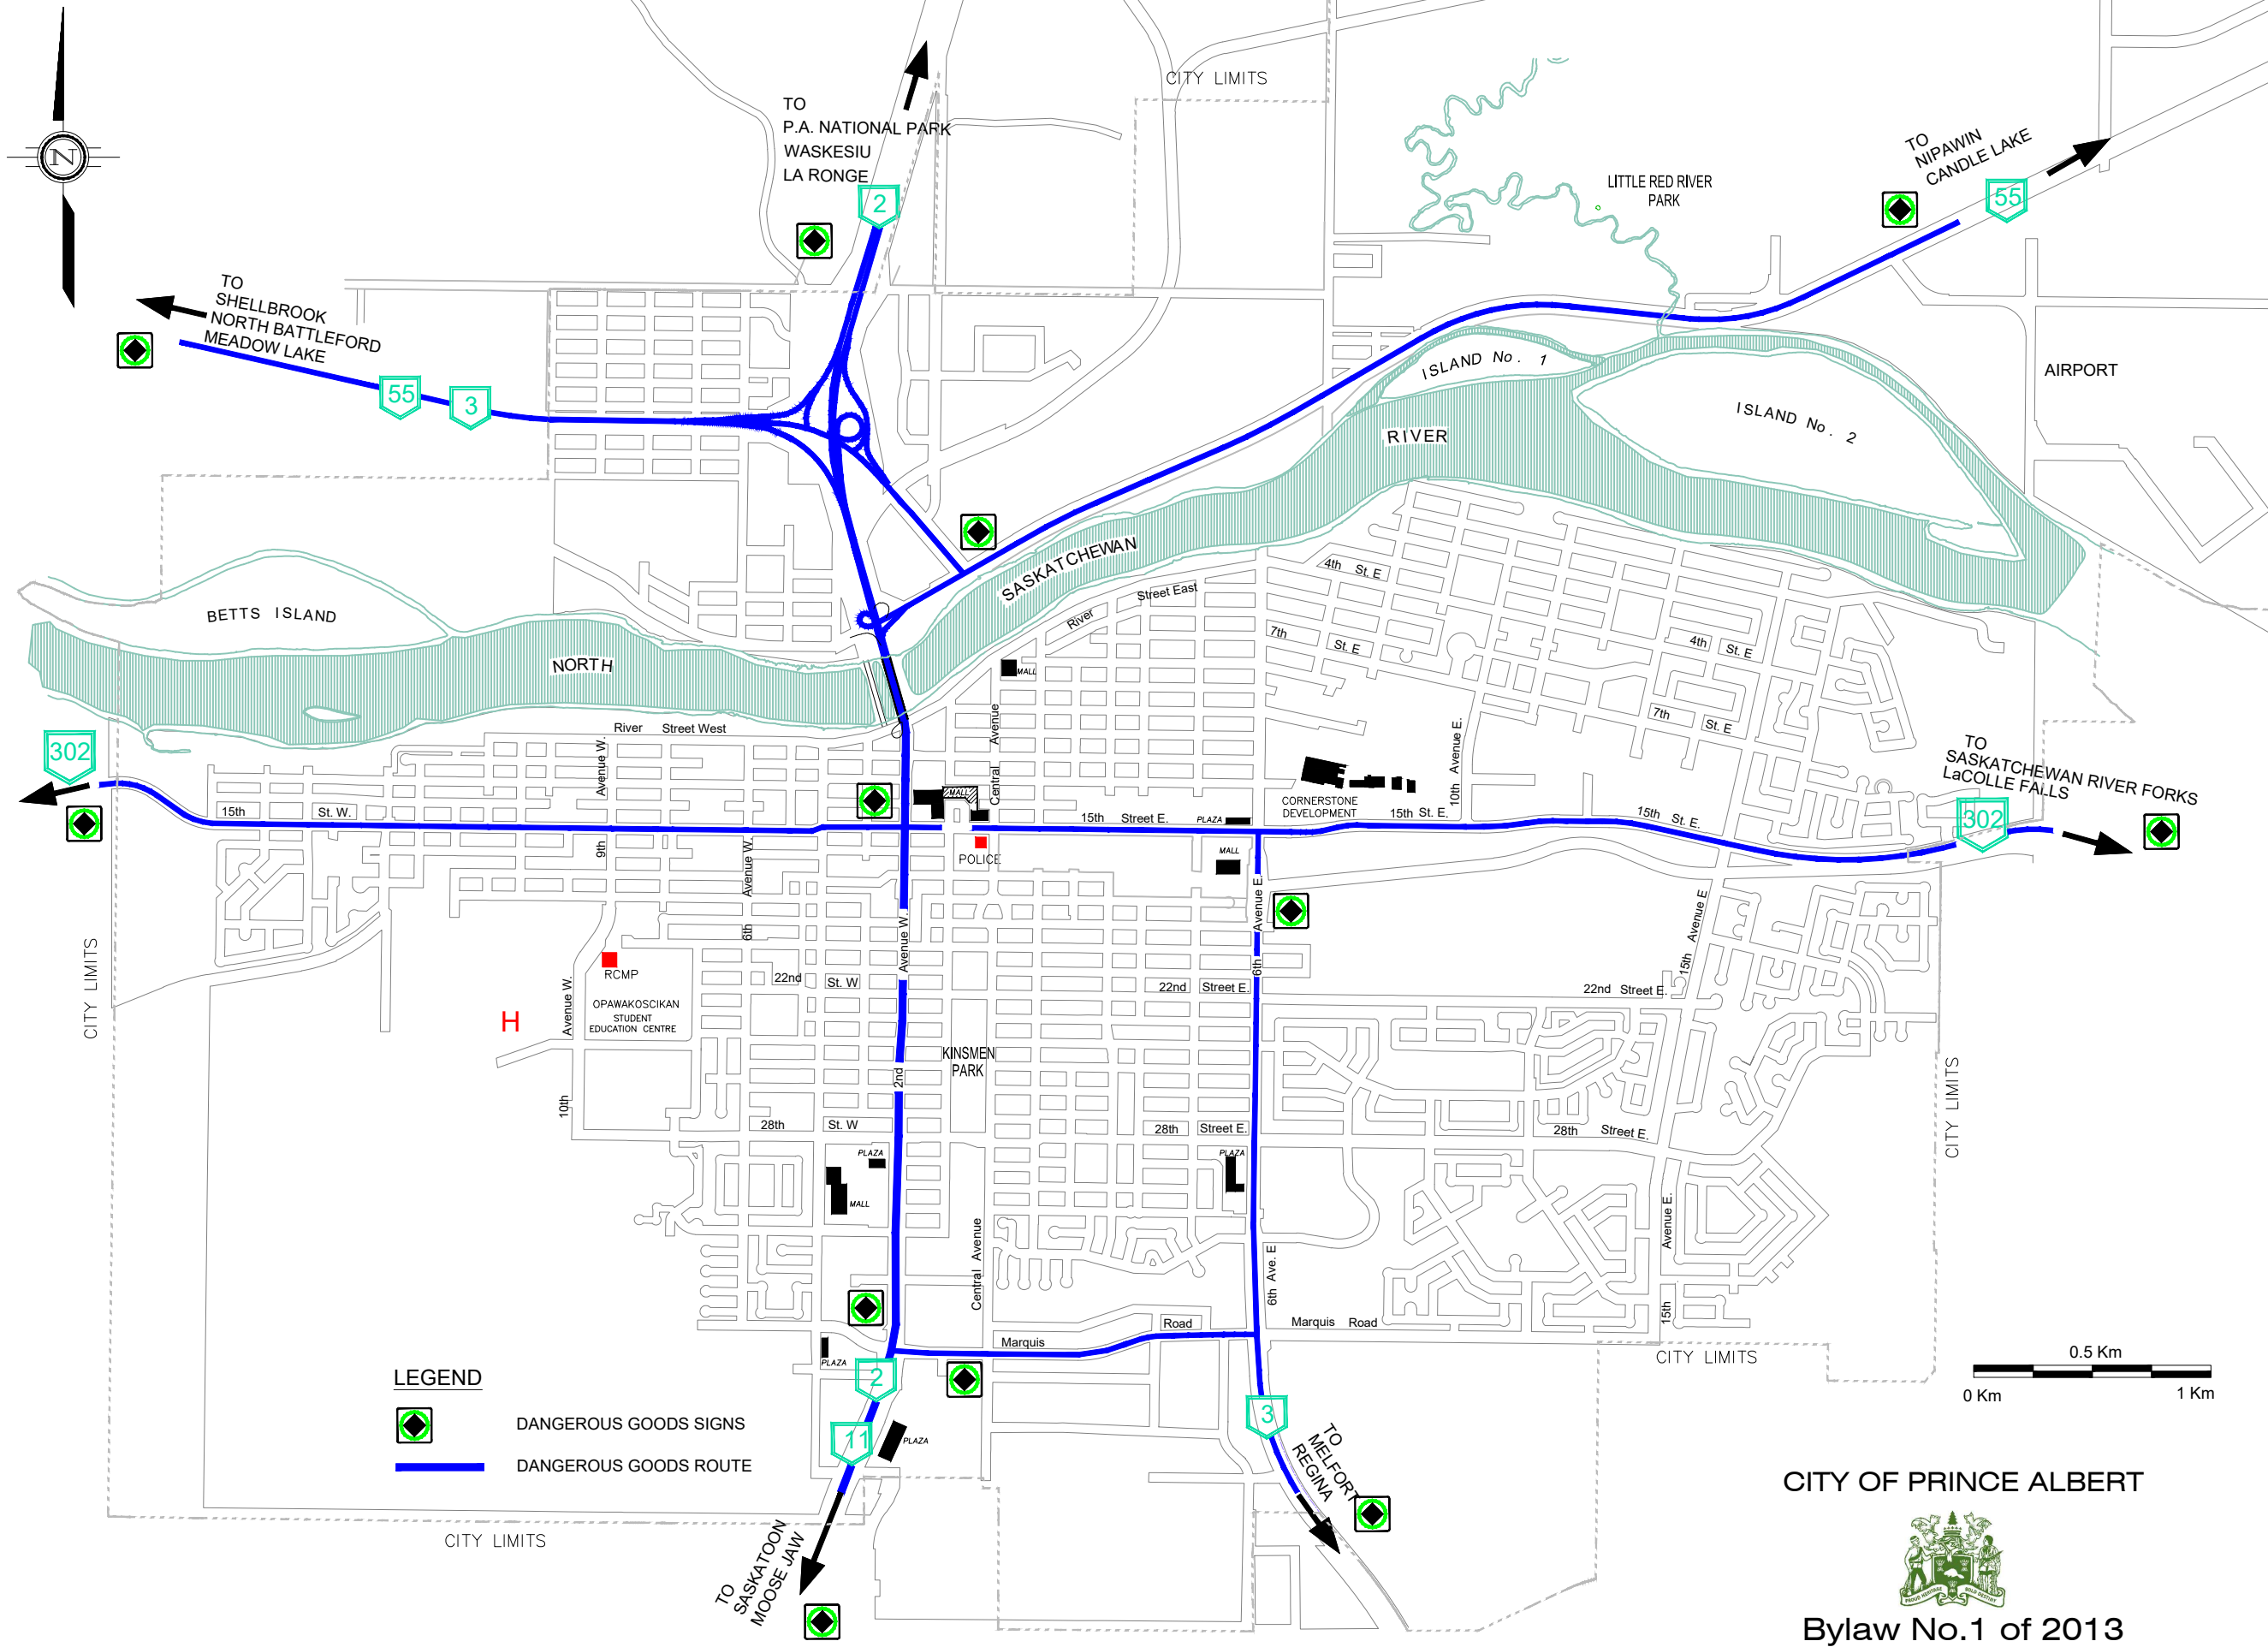 N
CITY LIMITS
TO
P.A. NATIONAL PARK
WASKESIU
LA RONGE
2
TO
NIPAWIN
CANDLE LAKE
55
LITTLE RED RIVER
PARK
TO
SHELLBROOK
NORTH BATTLEFORD
MEADOW LAKE
55
3
ISLAND No. 1
ISLAND No. 2
AIRPORT
RIVER
SASKATCHEWAN
BETTS ISLAND
NORTH
4th St. E
River Street East
7th St. E
4th St. E
7th St. E
MALL
River Street West
302
Avenue W.
Central Avenue
10th Avenue E.
TO
SASKATCHEWAN RIVER FORKS
LaCOLLE FALLS
302
MALL
CORNERSTONE
DEVELOPMENT
15th St. W.
15th Street E.
PLAZA
15th St. E.
15th St. E.
9th
6th Avenue W.
POLICE
MALL
6th Avenue E.
15th Avenue E
2nd Avenue W.
RCMP
OPAWAKOSCIKAN
STUDENT
EDUCATION CENTRE
H
10th Avenue W.
22nd St. W
22nd Street E.
22nd Street E.
KINSMEN
PARK
28th St. W
28th Street E.
28th Street E.
CITY LIMITS
CITY LIMITS
PLAZA
MALL
PLAZA
Central Avenue
6th Ave. E
15th Avenue E.
Marquis Road
Marquis Road
CITY LIMITS
PLAZA
2
11
PLAZA
3
TO
MELFORT
REGINA
TO
SASKATOON
MOOSE JAW
CITY LIMITS
LEGEND
DANGEROUS GOODS SIGNS
DANGEROUS GOODS ROUTE
0.5 Km
0 Km 1 Km
CITY OF PRINCE ALBERT
PROUD HERITAGE BOLD DESTINY
Bylaw No.1 of 2013